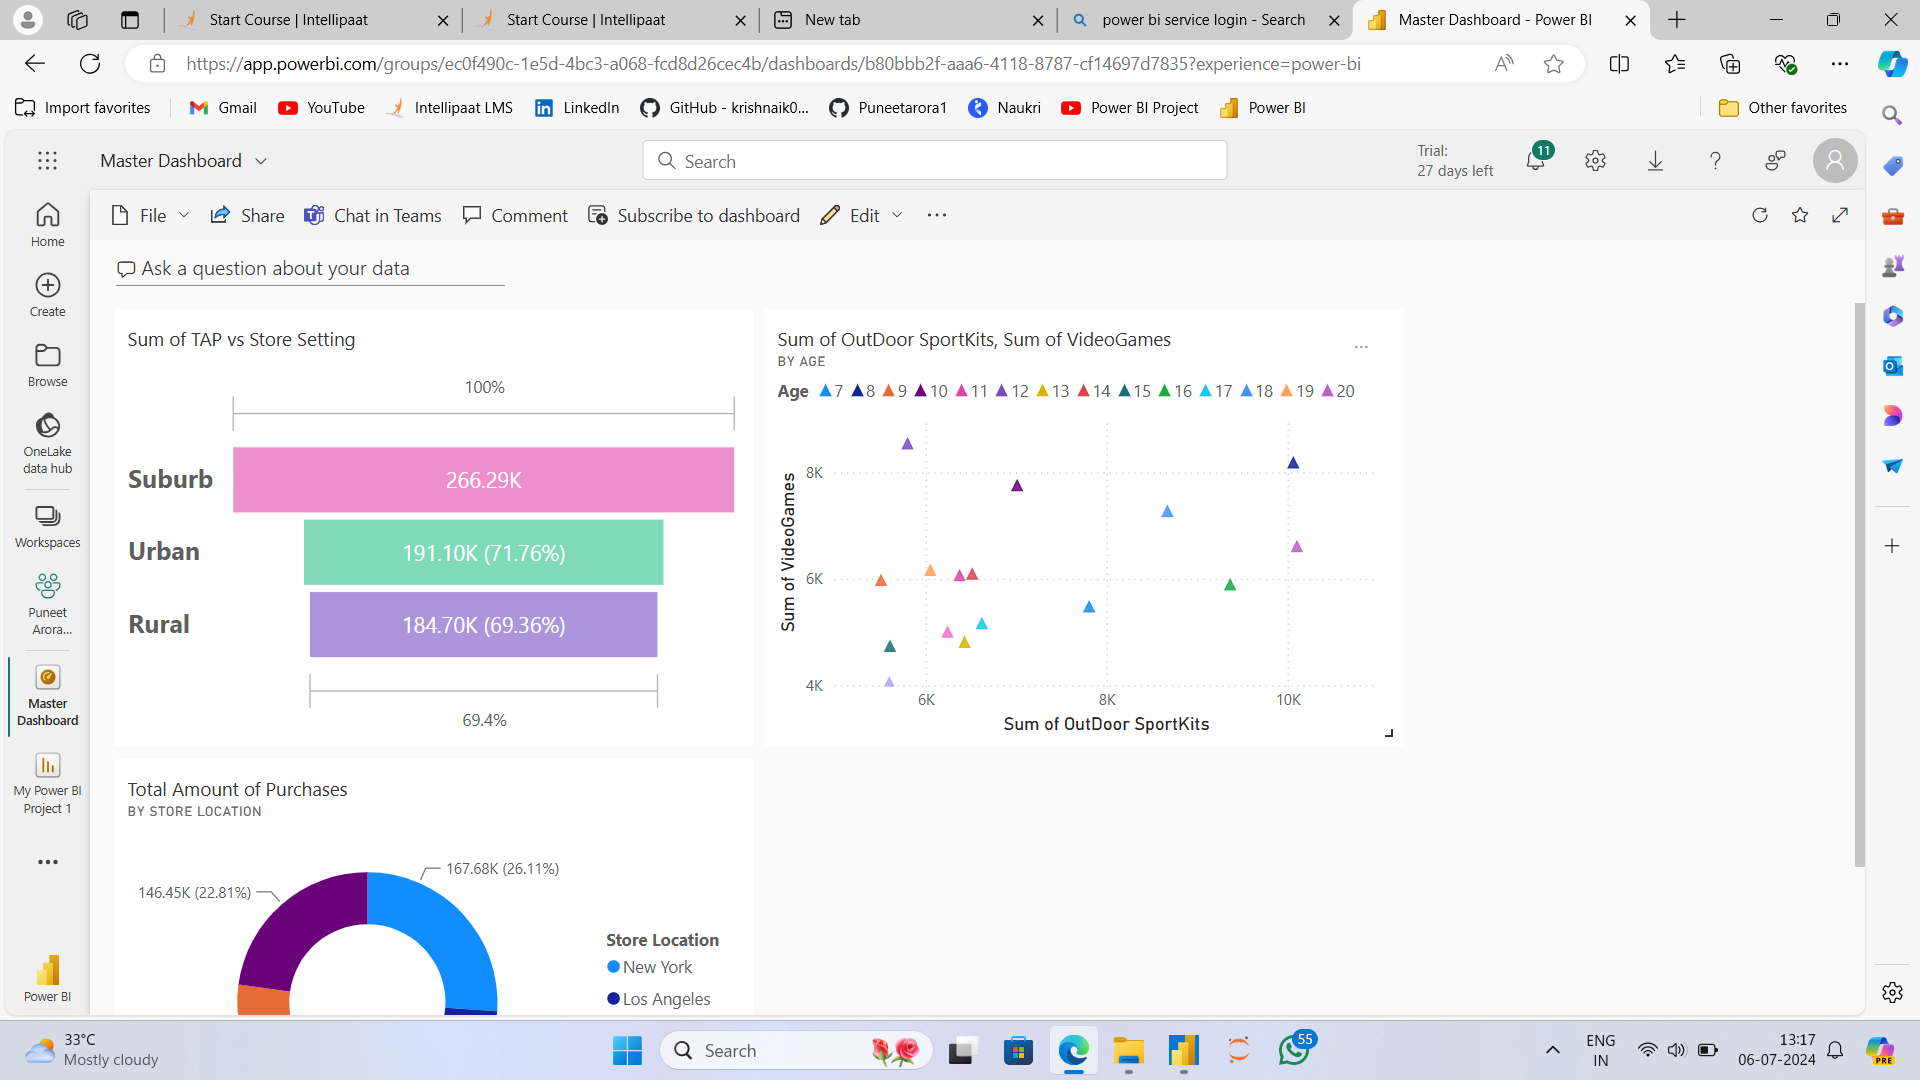 Start Course | Intellipaat
Start Course | Intellipaat
New tab
power bi service login - Search
Master Dashboard - Power BI
https://app.powerbi.com/groups/ec0f490c-1e5d-4bc3-a068-fcd8d26cec4b/dashboards/b80bbb2f-aaa6-4118-8787-cf14697d7835?experience=power-bi
Import favorites
Gmail
YouTube
Intellipaat LMS
LinkedIn
GitHub - krishnaik0...
Puneetarora1
Naukri
Power BI Project
Power BI
Other favorites
Master Dashboard
Search
Trial:
27 days left
11
File
Share
Chat in Teams
Comment
Subscribe to dashboard
Edit
Home
Create
Browse
OneLake
data hub
Workspaces
Puneet
Arora...
Master
Dashboard
My Power BI
Project 1
Power BI
Ask a question about your data
Sum of TAP vs Store Setting
100%
Suburb
266.29K
Urban
191.10K (71.76%)
Rural
184.70K (69.36%)
69.4%
Sum of OutDoor SportKits, Sum of VideoGames
BY AGE
Age 7 8 9 10 11 12 13 14 15 16 17 18 19 20
Sum of VideoGames
8K
6K
4K
6K 8K 10K
Sum of OutDoor SportKits
Total Amount of Purchases
BY STORE LOCATION
167.68K (26.11%)
146.45K (22.81%)
Store Location
New York
Los Angeles
33°C
Mostly cloudy
Search
55
ENG
IN
13:17
06-07-2024
PRE